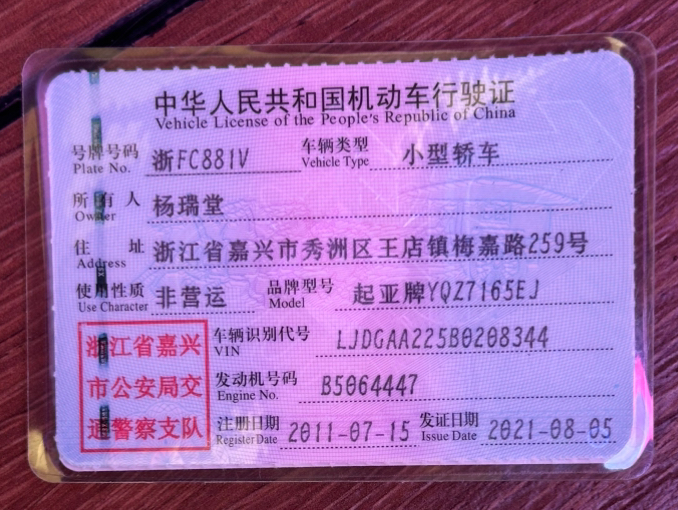 中华人民共和国机动车行驶证
Vehicle License of the People's Republic of China
号牌号码 浙FC881V 车辆类型 小型轿车
Plate No. Vehicle Type
所有人 杨瑞堂
Owner
住址 浙江省嘉兴市秀洲区王店镇梅嘉路259号
Address
使用性质 非营运 品牌型号 起亚牌YQZ7165EJ
Use Character Model
浙江省嘉兴
市公安局交
通警察支队
车辆识别代号 LJDGAA225B0208344
VIN
发动机号码 B5064447
Engine No.
注册日期 2011-07-15 发证日期 2021-08-05
Register Date Issue Date